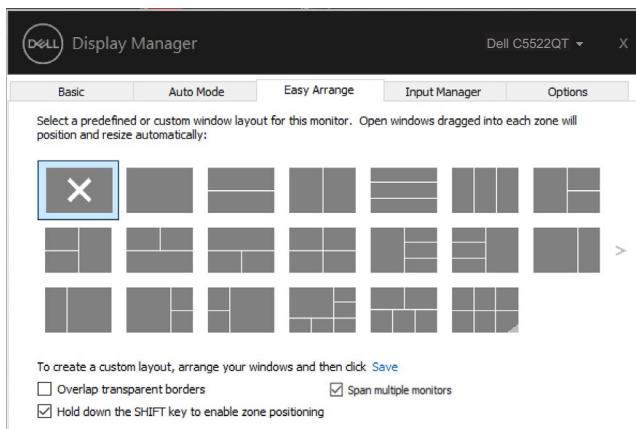 DELL Display Manager Dell C5522QT X
Basic Auto Mode Easy Arrange Input Manager Options
Select a predefined or custom window layout for this monitor. Open windows dragged into each zone will
position and resize automatically:
To create a custom layout, arrange your windows and then click Save
Overlap transparent borders Span multiple monitors
Hold down the SHIFT key to enable zone positioning